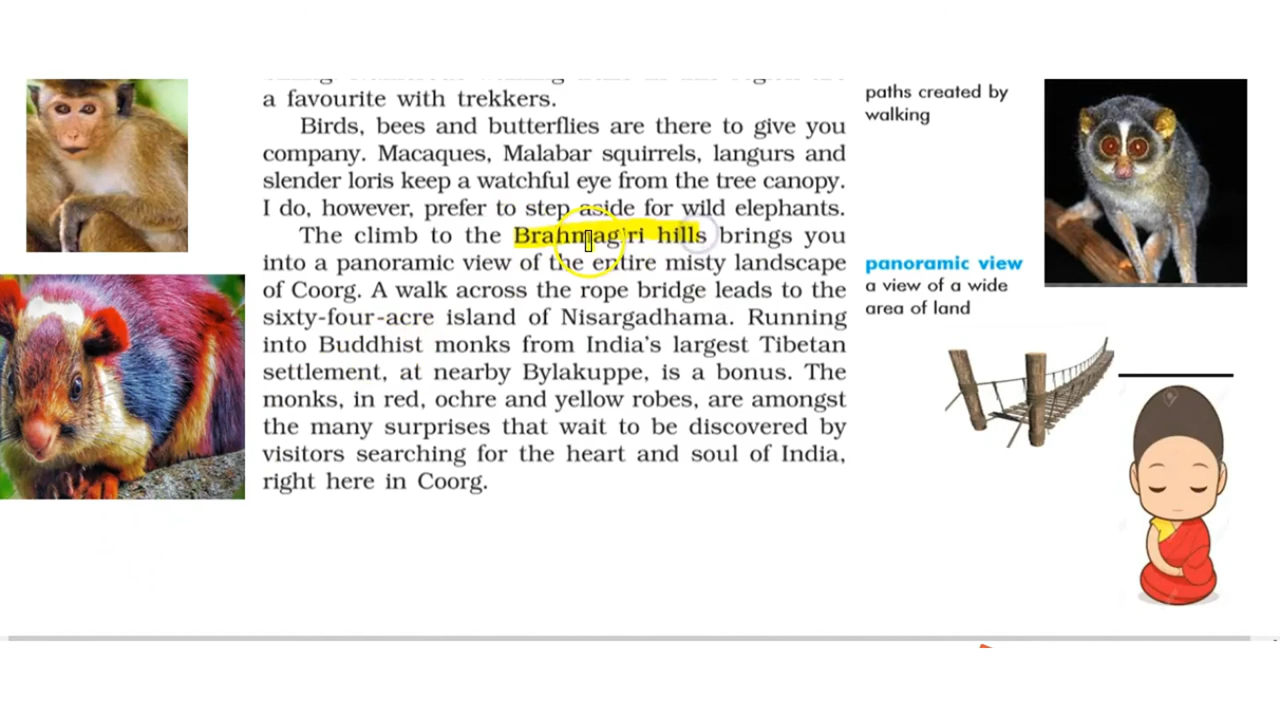 a favourite with trekkers.
Birds, bees and butterflies are there to give you
company. Macaques, Malabar squirrels, langurs and
slender loris keep a watchful eye from the tree canopy.
I do, however, prefer to step aside for wild elephants.
The climb to the Brahmagiri hills brings you
into a panoramic view of the entire misty landscape
of Coorg. A walk across the rope bridge leads to the
sixty-four-acre island of Nisargadhama. Running
into Buddhist monks from India's largest Tibetan
settlement, at nearby Bylakuppe, is a bonus. The
monks, in red, ochre and yellow robes, are amongst
the many surprises that wait to be discovered by
visitors searching for the heart and soul of India,
right here in Coorg.
paths created by
walking
panoramic view
a view of a wide
area of land